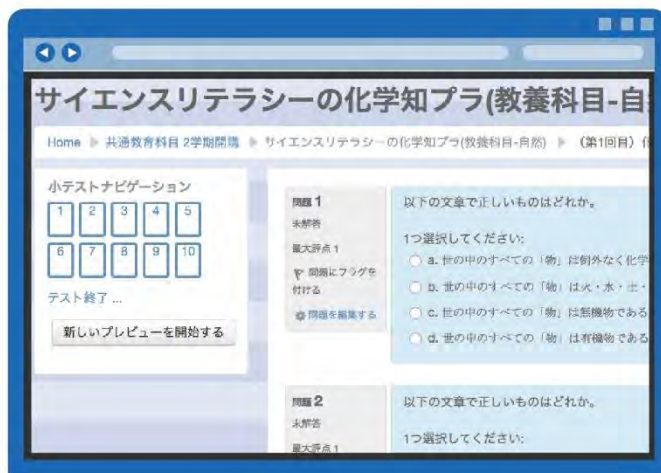 サイエンスリテラシーの化学知プラ(教養科目-自
Home ▶ 共通教育科目 2学期開講 ▶ サイエンスリテラシーの化学知プラ(教養科目-自然) ▶ (第1回目)
小テストナビゲーション
1 2 3 4 5
6 7 8 9 10
テスト終了 ...
新しいプレビューを開始する
問題 1
未解答
最大評点 1
問題にフラグを
付ける
問題を編集する
以下の文章で正しいものはどれか。
1つ選択してください:
a. 世の中のすべての「物」は例外なく化学
b. 世の中のすべての「物」は火・水・土・
c. 世の中のすべての「物」は無機物である
d. 世の中のすべての「物」は有機物である
問題 2
未解答
最大評点 1
以下の文章で正しいものはどれか。
1つ選択してください: